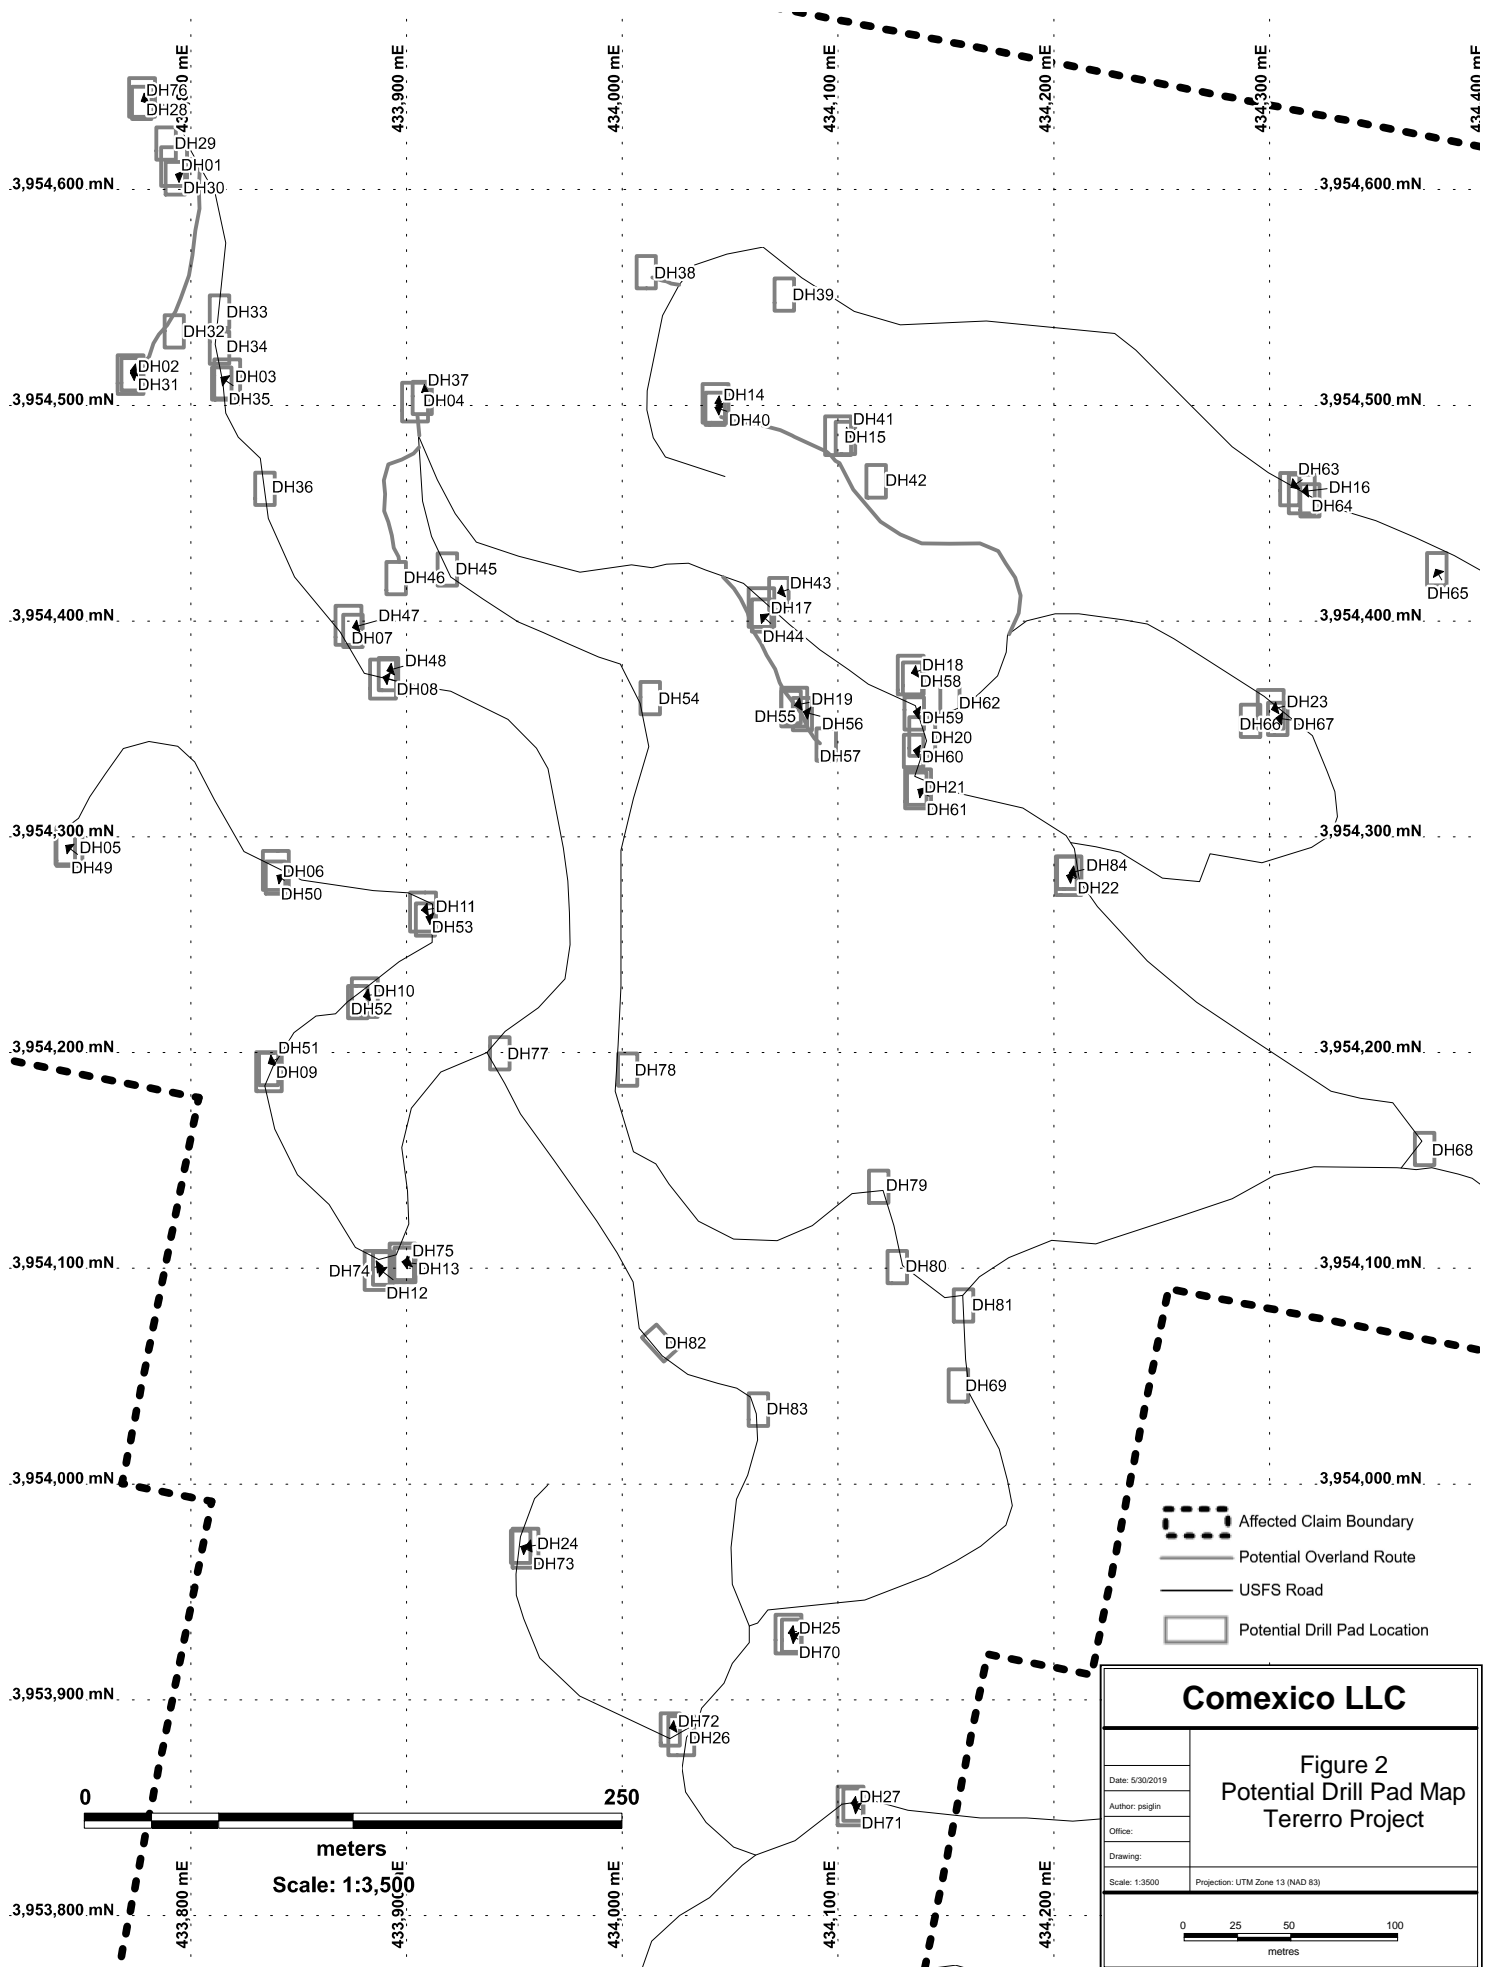 433,800 mE
433,900 mE
434,000 mE
434,100 mE
434,200 mE
434,300 mE
434,400 mE
DH76
DH28
DH29
DH01
DH30
3,954,600 mN
3,954,600 mN
DH38
DH39
DH33
DH32
DH34
DH02
DH31
DH03
DH35
DH37
DH04
DH14
DH40
DH41
DH15
3,954,500 mN
3,954,500 mN
DH42
DH63
DH16
DH64
DH36
DH45
DH46
DH43
DH17
DH44
DH65
3,954,400 mN
3,954,400 mN
DH47
DH07
DH48
DH08
DH54
DH18
DH58
DH62
DH19
DH55
DH56
DH57
DH59
DH20
DH60
DH23
DH66
DH67
DH21
DH61
3,954,300 mN
3,954,300 mN
DH05
DH49
DH06
DH50
DH84
DH22
DH11
DH53
DH10
DH52
3,954,200 mN
3,954,200 mN
DH51
DH09
DH77
DH78
DH68
DH79
3,954,100 mN
3,954,100 mN
DH75
DH74
DH13
DH12
DH80
DH81
DH82
DH69
DH83
3,954,000 mN
3,954,000 mN
DH24
DH73
Affected Claim Boundary
Potential Overland Route
USFS Road
Potential Drill Pad Location
DH25
DH70
3,953,900 mN
DH72
DH26
DH27
DH71
0
250
meters
Scale: 1:3,500
3,953,800 mN
433,800 mE
433,900 mE
434,000 mE
434,100 mE
434,200 mE
Comexico LLC
Figure 2
Potential Drill Pad Map
Tererro Project
Date: 5/30/2019
Author: psiglin
Office:
Drawing:
Scale: 1:3500
Projection: UTM Zone 13 (NAD 83)
0
25
50
100
metres